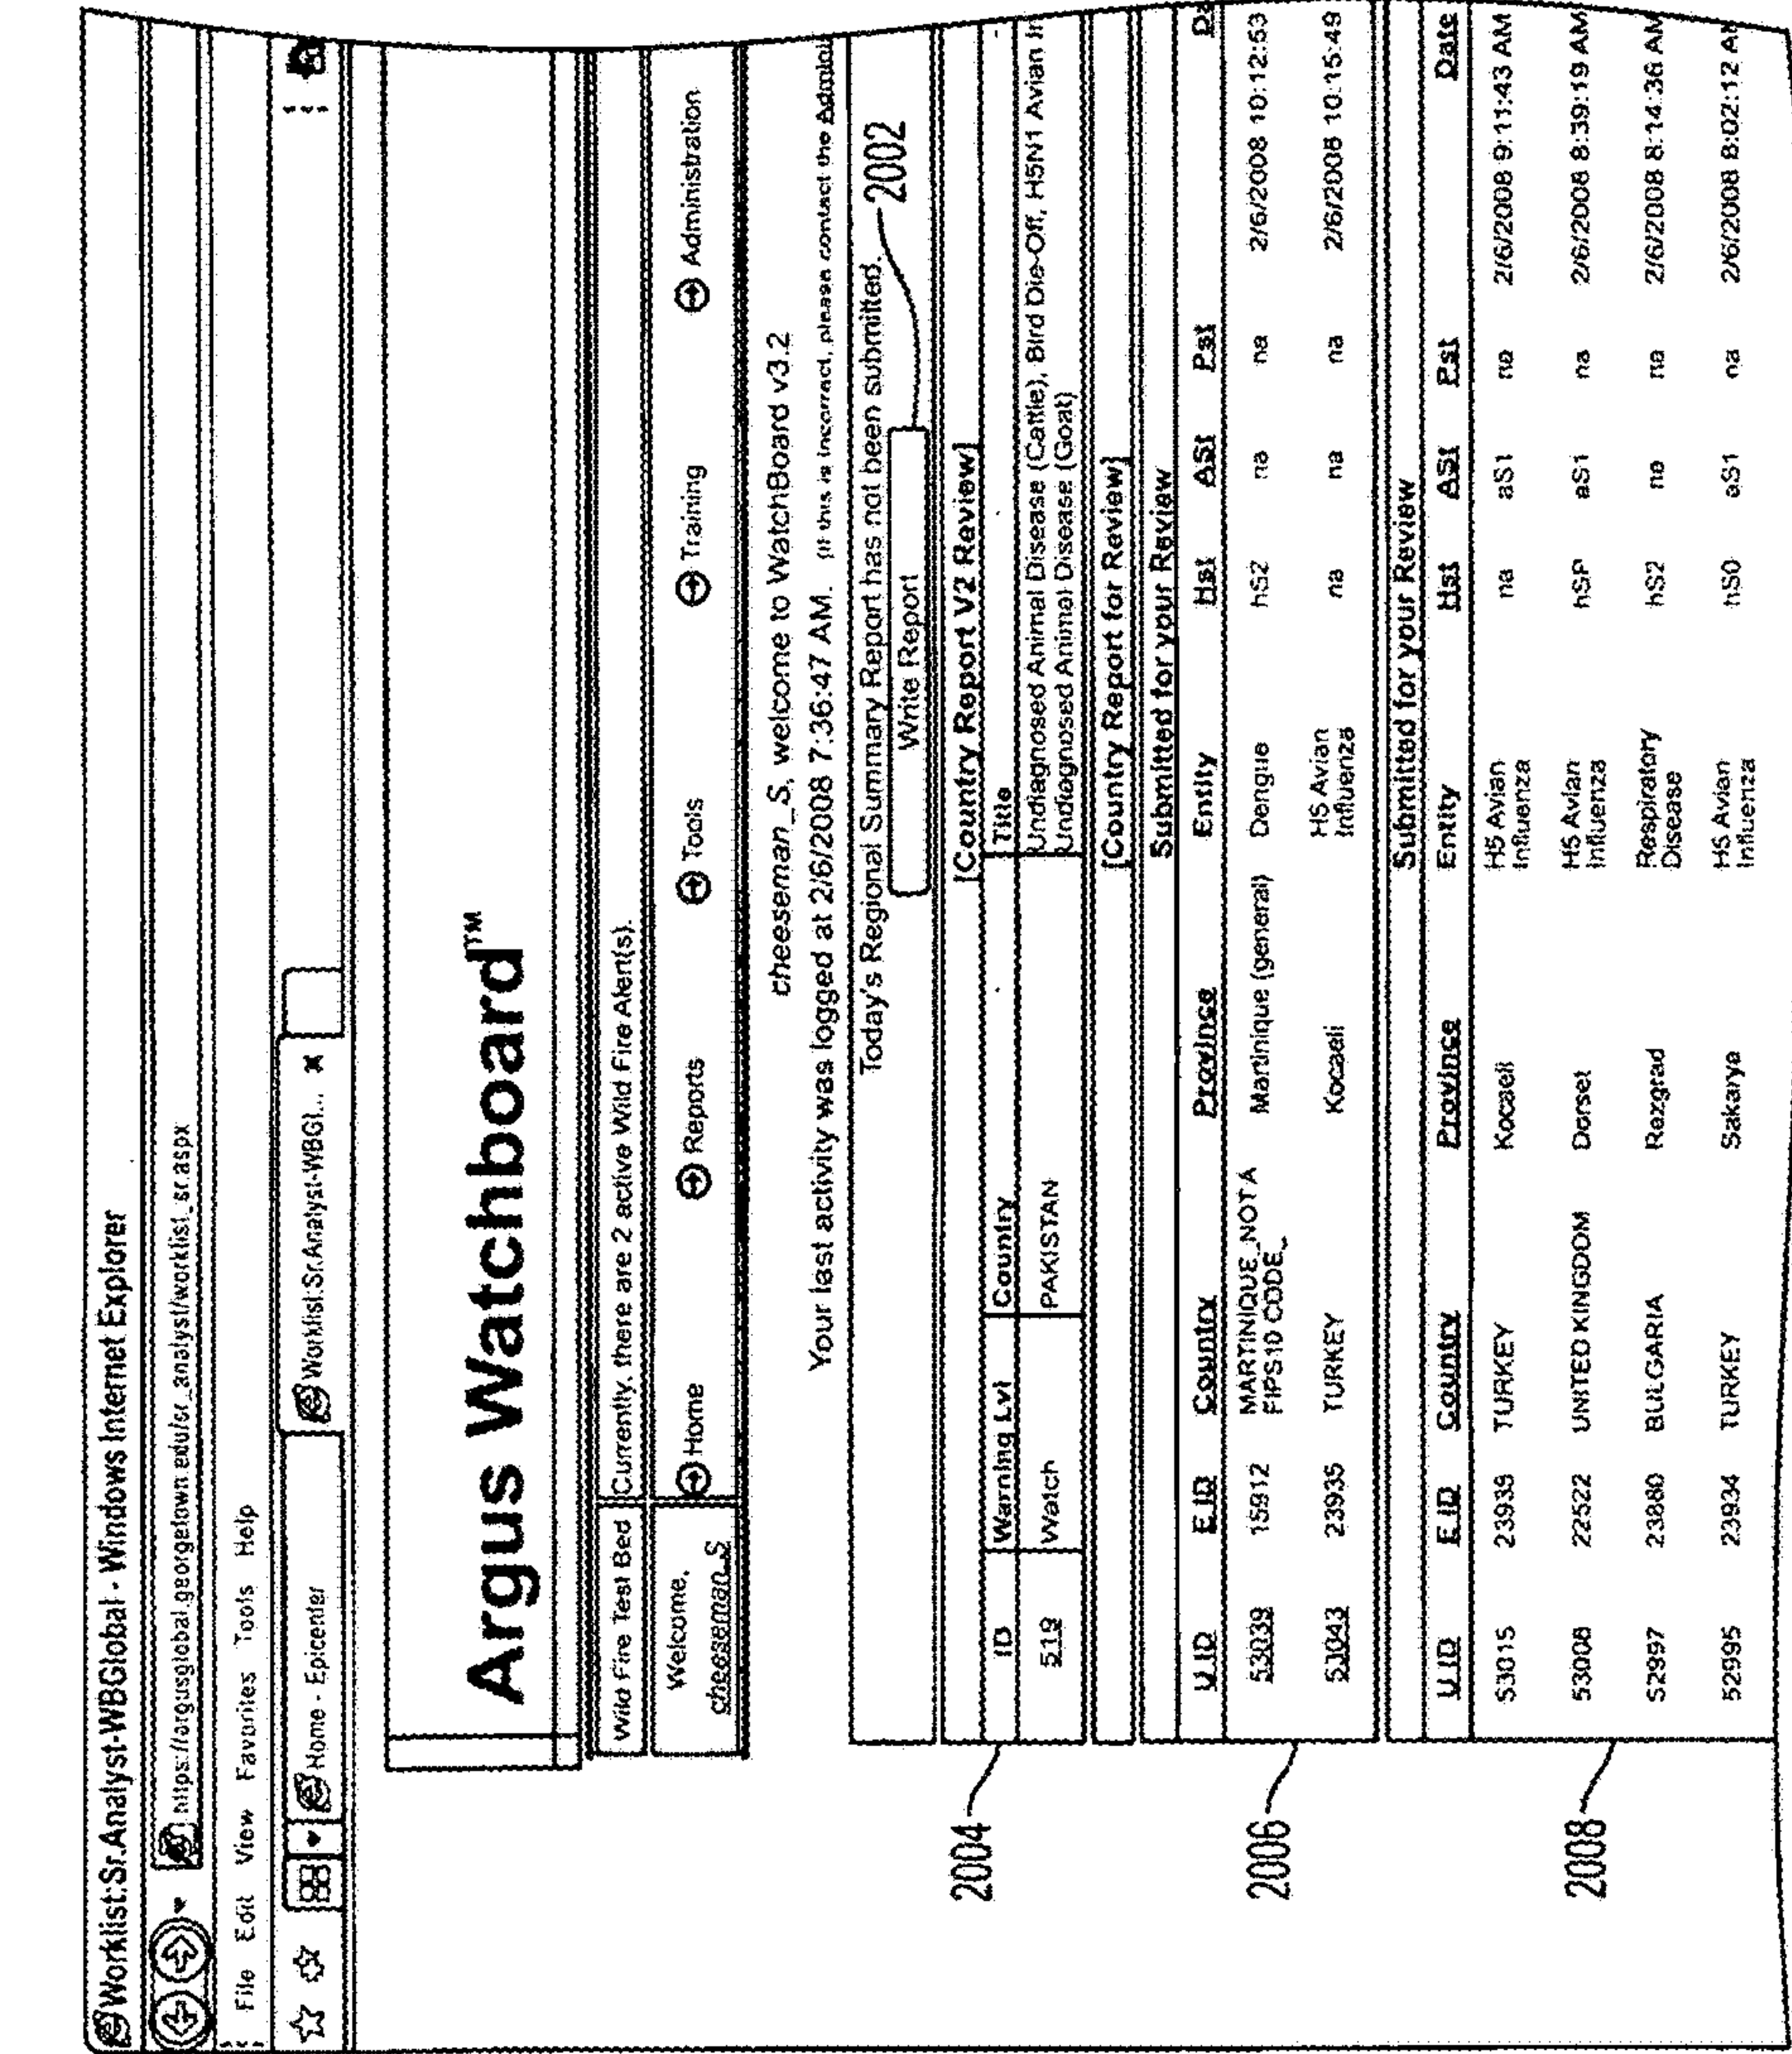 Worklist:Sr.Analyst-WBGlobal - Windows Internet Explorer
https://argusglobal.georgetown.edu/sr_analyst/worklist_sr.aspx
File Edit View Favorites Tools Help
Home - Epicenter Worklist:Sr.Analyst-WBGl... x
Argus Watchboard™
Wild Fire Test Bed Currently, there are 2 active Wild Fire Alert(s).
Welcome, Home Reports Tools Training Administration
cheeseman_S
cheeseman_S, welcome to WatchBoard v3.2
Your last activity was logged at 2/6/2008 7:36:47 AM. (If this is incorrect, please contact the
Today's Regional Summary Report has not been submitted.
Write Report 2002
2004
[Country Report V2 Review]
ID Warning Lvl Country Title
519 Watch PAKISTAN Undiagnosed Animal Disease (Cattle), Bird Die-Off, H5N1 Avian
Undiagnosed Animal Disease (Goat)
[Country Report for Review]
2006
Submitted for your Review
U ID E ID Country Province Entity Hst ASt Pst
53039 15912 MARTINIQUE_NOT A Martinique (general) Dengue hS2 na na 2/6/2008 10:12:53
FIPS10 CODE_
53043 23935 TURKEY Kocaeli H5 Avian na na na 2/6/2008 10:15:49
Influenza
2008
Submitted for your Review
U ID E ID Country Province Entity Hst ASt Pst Date
53015 23935 TURKEY Kocaeli H5 Avian na aS1 na 2/6/2008 9:11:43 AM
Influenza
53008 22522 UNITED KINGDOM Dorset H5 Avian hSP aS1 na 2/6/2008 8:39:19 AM
Influenza
52997 23880 BULGARIA Razgrad Respiratory hS2 na na 2/6/2008 8:14:36 AM
Disease
52995 23934 TURKEY Sakarya H5 Avian hS0 aS1 na 2/6/2008 8:02:12 AM
Influenza